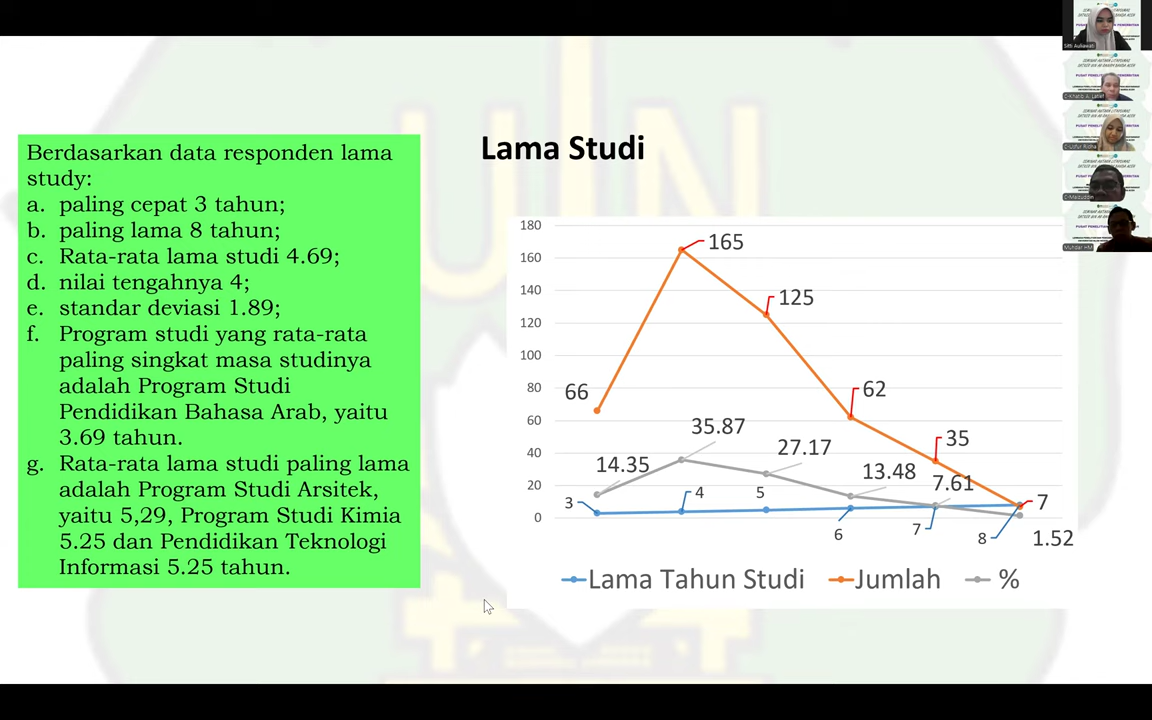 Berdasarkan data responden lama
study:
a. paling cepat 3 tahun;
b. paling lama 8 tahun;
c. Rata-rata lama studi 4.69;
d. nilai tengahnya 4;
e. standar deviasi 1.89;
f. Program studi yang rata-rata
paling singkat masa studinya
adalah Program Studi
Pendidikan Bahasa Arab, yaitu
3.69 tahun.
g. Rata-rata lama studi paling lama
adalah Program Studi Arsitek,
yaitu 5,29, Program Studi Kimia
5.25 dan Pendidikan Teknologi
Informasi 5.25 tahun.
Lama Studi
180
160
140
120
100
80
60
40
20
0
66
165
125
62
35
7
14.35
35.87
27.17
13.48
7.61
1.52
3
4
5
6
7
8
Lama Tahun Studi
Jumlah
%
UIN